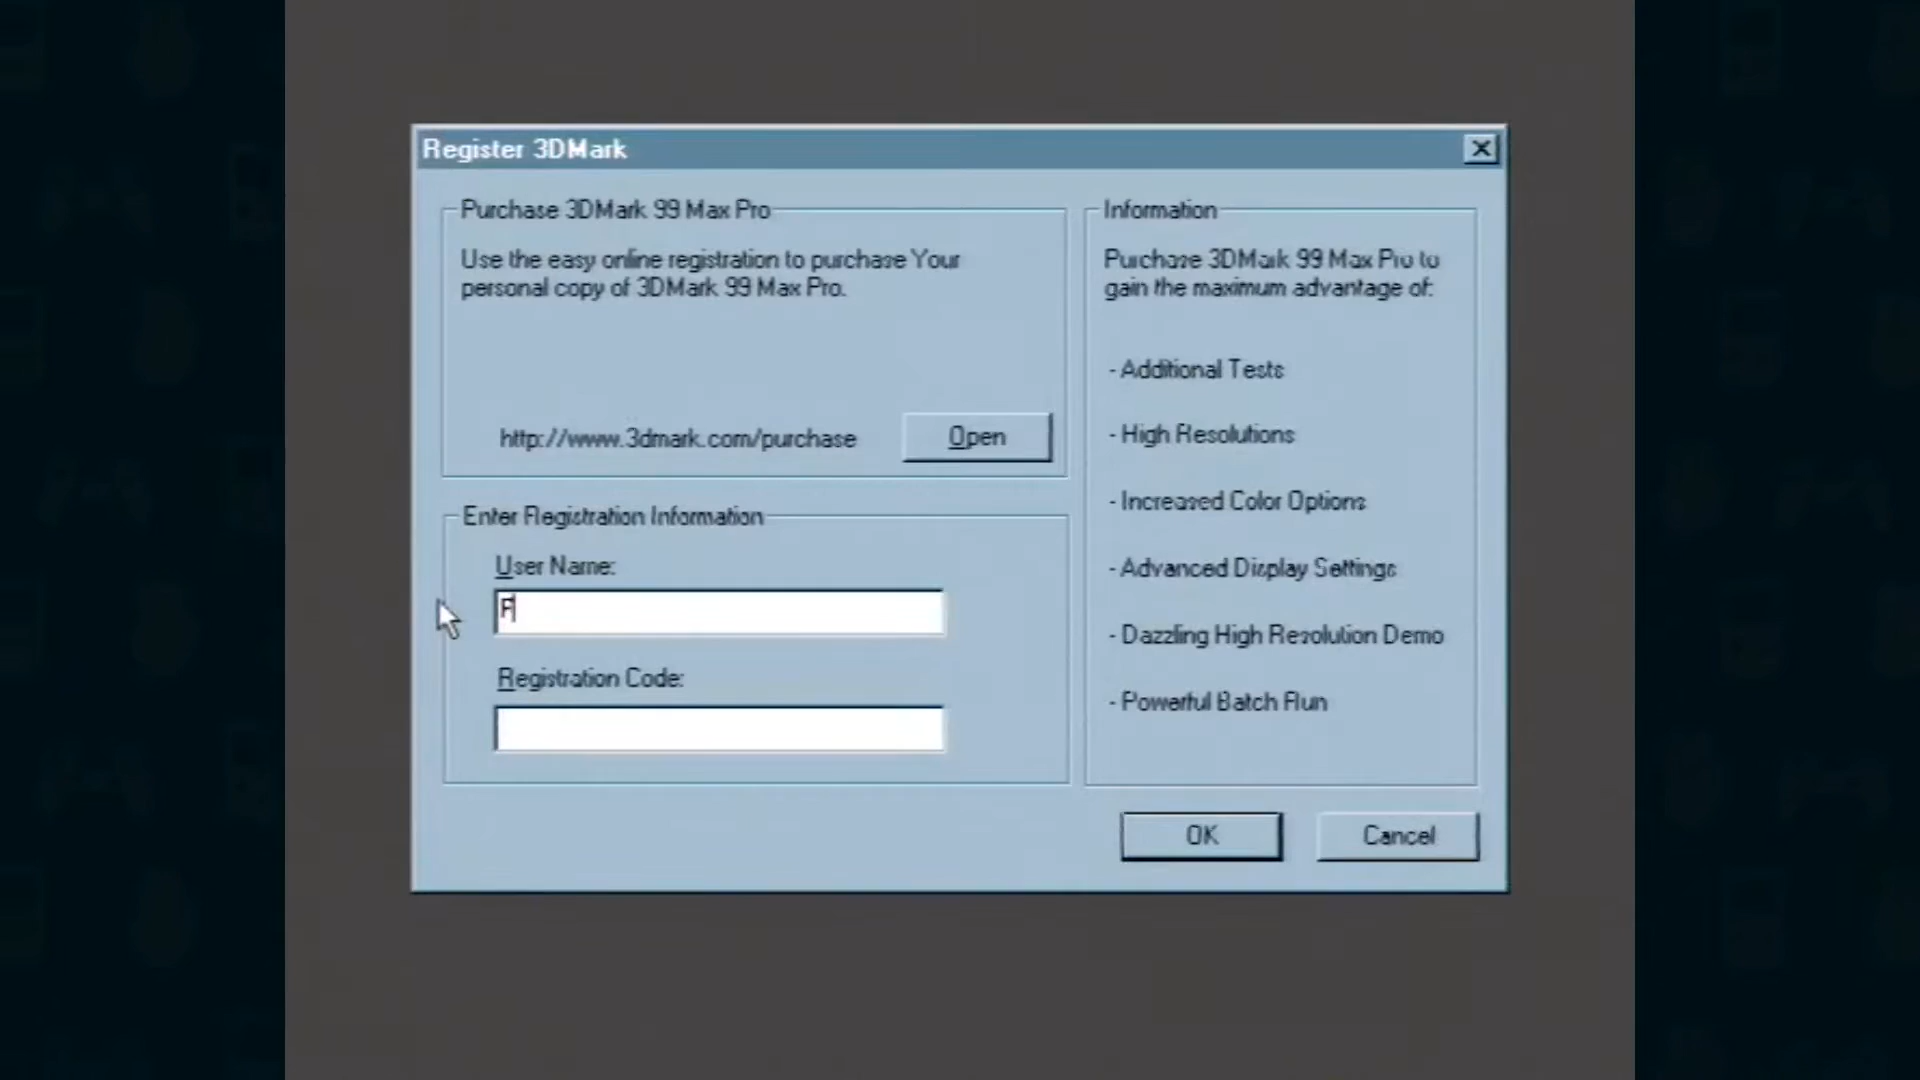 Register 3DMark
Purchase 3DMark 99 Max Pro
Use the easy online registration to purchase Your
personal copy of 3DMark 99 Max Pro.
http://www.3dmark.com/purchase
Open
Enter Registration Information
User Name:
F
Registration Code:
Information
Purchase 3DMark 99 Max Pro to
gain the maximum advantage of:
- Additional Tests
- High Resolutions
- Increased Color Options
- Advanced Display Settings
- Dazzling High Resolution Demo
- Powerful Batch Run
OK
Cancel